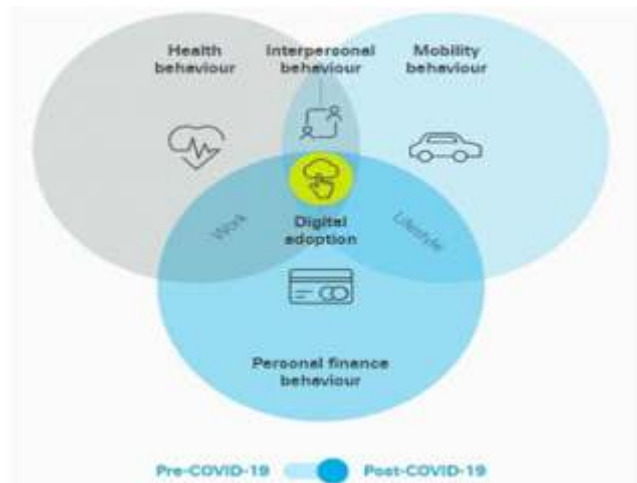 Health
behaviour
Interpersonal
behaviour
Mobility
behaviour
Work
Lifestyle
Digital
adoption
Personal finance
behaviour
Pre-COVID-19
Post-COVID-19